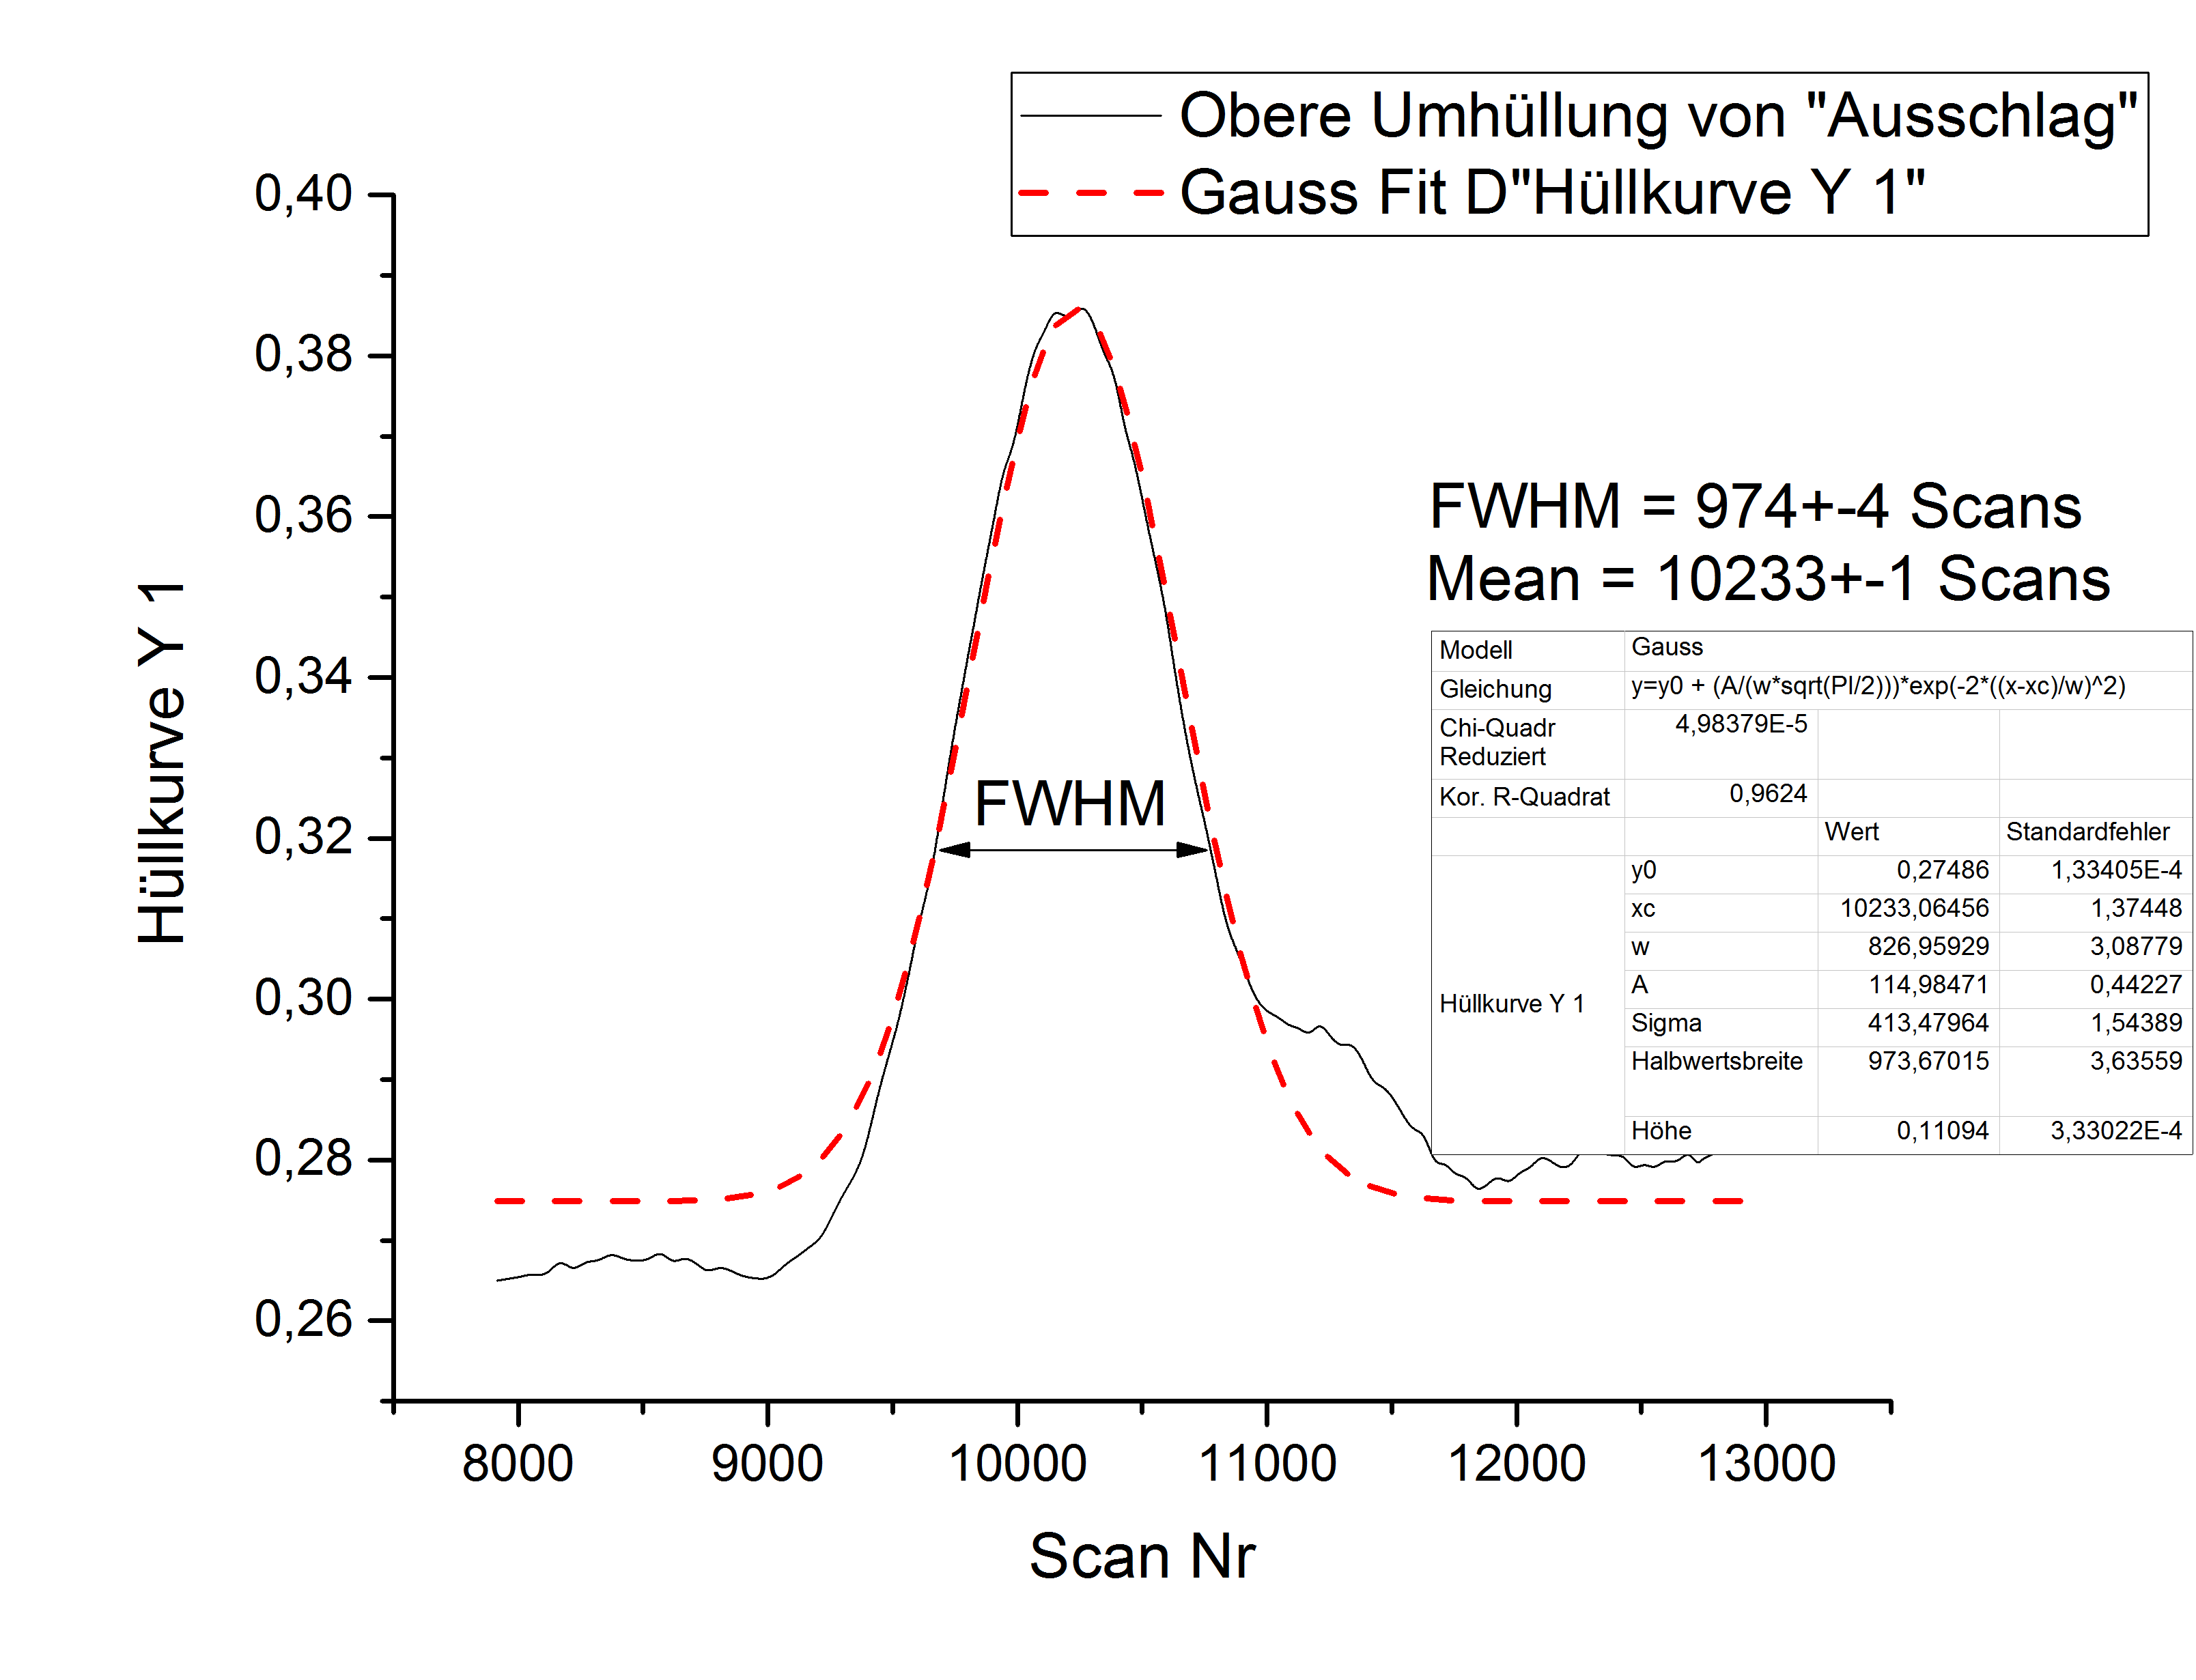 Obere Umhüllung von "Ausschlag"
Gauss Fit D"Hüllkurve Y 1"
0,40
0,38
0,36
0,34
0,32
0,30
0,28
0,26
Hüllkurve Y 1
FWHM
FWHM = 974+-4 Scans
Mean = 10233+-1 Scans
Modell Gauss
Gleichung y=y0 + (A/(w*sqrt(PI/2)))*exp(-2*((x-xc)/w)^2)
Chi-Quadr Reduziert 4,98379E-5
Kor. R-Quadrat 0,9624
Wert Standardfehler
Hüllkurve Y 1
y0 0,27486 1,33405E-4
xc 10233,06456 1,37448
w 826,95929 3,08779
A 114,98471 0,44227
Sigma 413,47964 1,54389
Halbwertsbreite 973,67015 3,63559
Höhe 0,11094 3,33022E-4
8000 9000 10000 11000 12000 13000
Scan Nr